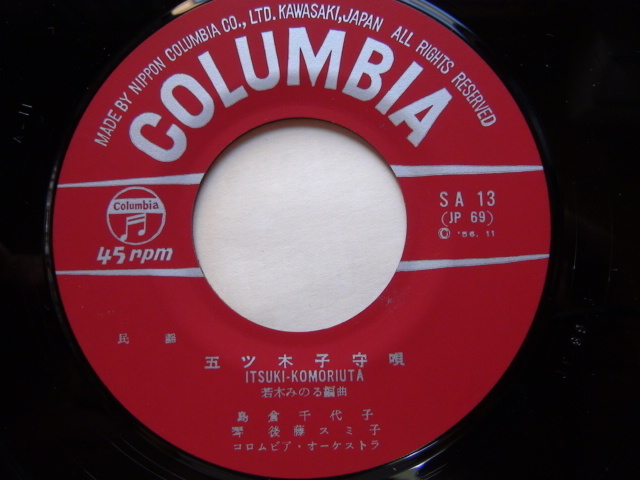 MADE BY NIPPON COLUMBIA CO., LTD. KAWASAKI, JAPAN ALL RIGHTS RESERVED
COLUMBIA
Columbia
45 rpm
SA 13
(JP 69)
© '56. 11
民謡
五ツ木子守唄
ITSUKI-KOMORIUTA
若木みのる編曲
島倉千代子
琴 後藤スミ子
コロムビア・オーケストラ